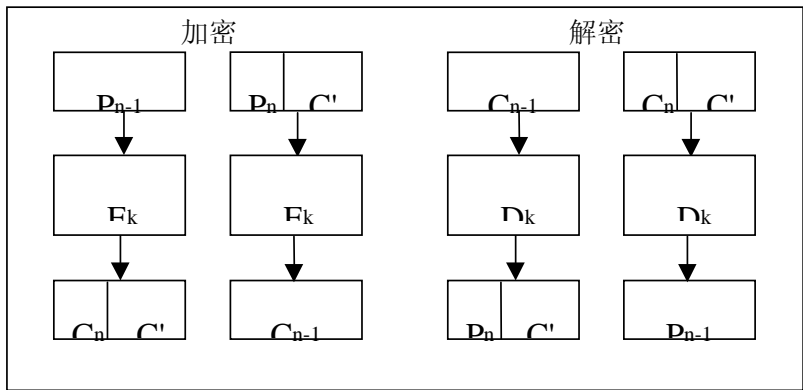 加密 解密
Pn-1 Pn C' Cn-1 Cn C'
Ek Ek Dk Dk
Cn C' Cn-1 Pn C' Pn-1